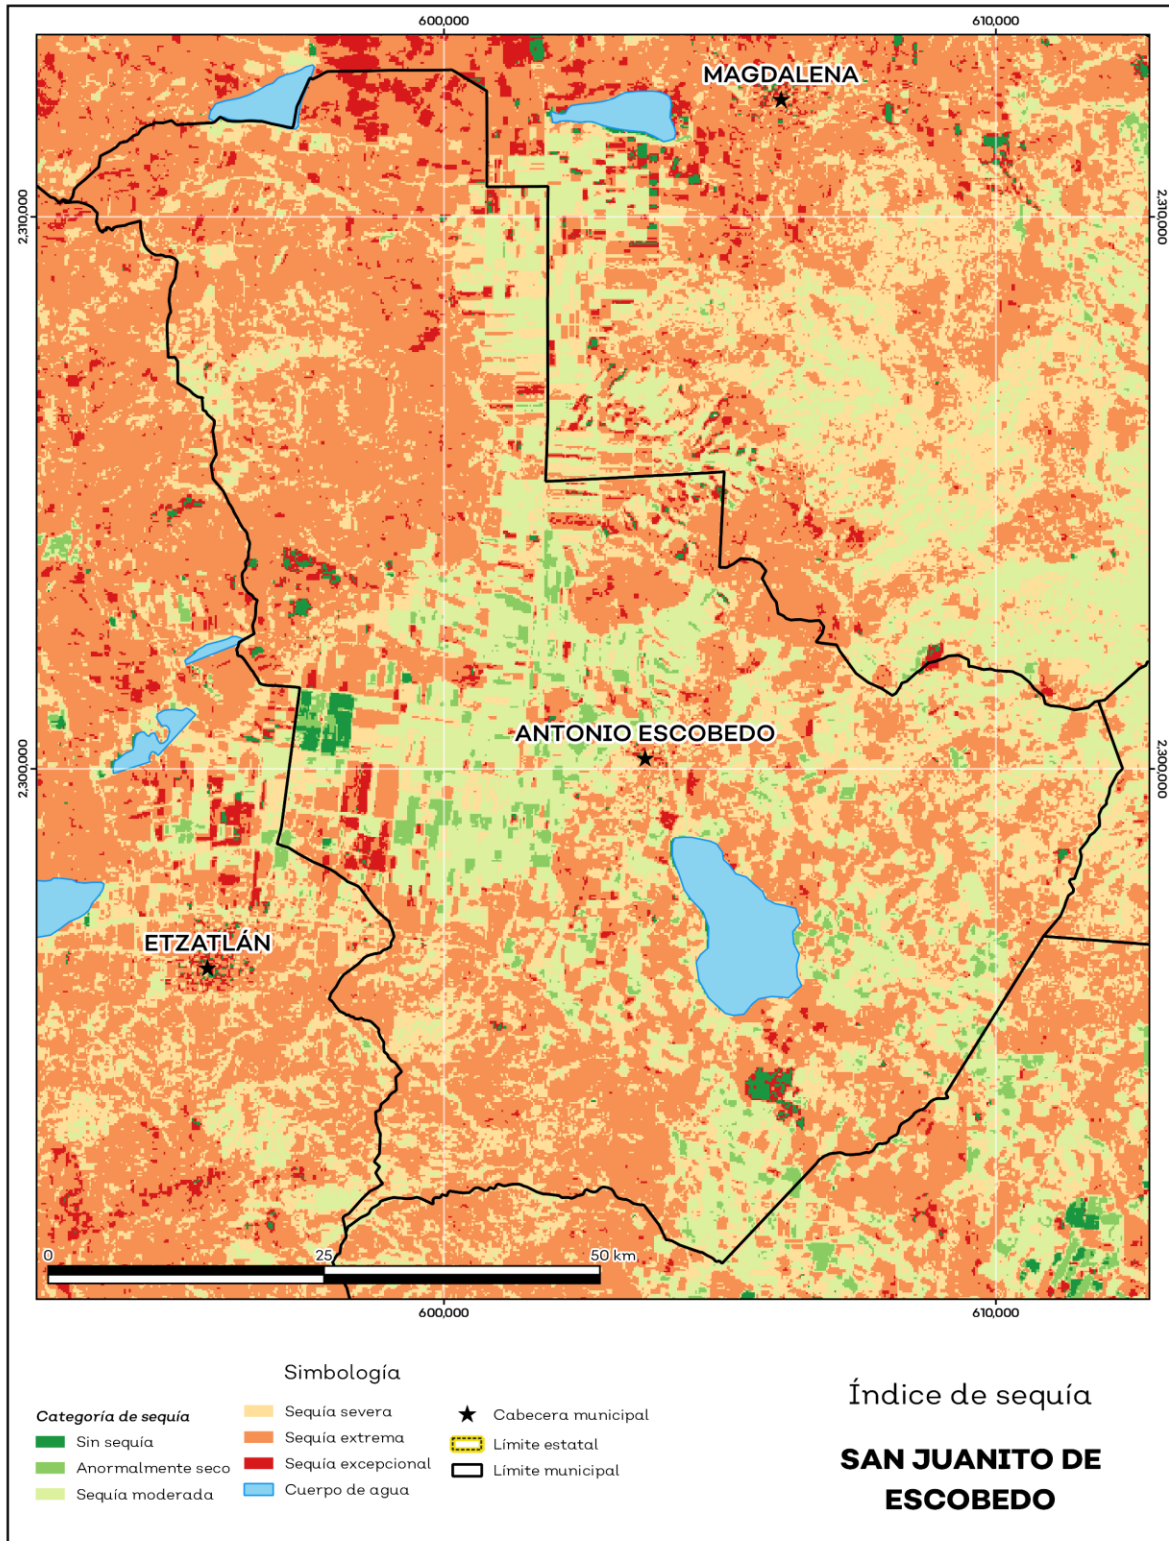 600,000
610,000
MAGDALENA
2,310,000
2,310,000
ANTONIO ESCOBEDO
2,300,000
2,300,000
ETZATLÁN
0
25
50 km
600,000
610,000
Simbología
Categoría de sequía
Sin sequía
Anormalmente seco
Sequía moderada
Sequía severa
Sequía extrema
Sequía excepcional
Cuerpo de agua
Cabecera municipal
Límite estatal
Límite municipal
Índice de sequía
SAN JUANITO DE
ESCOBEDO